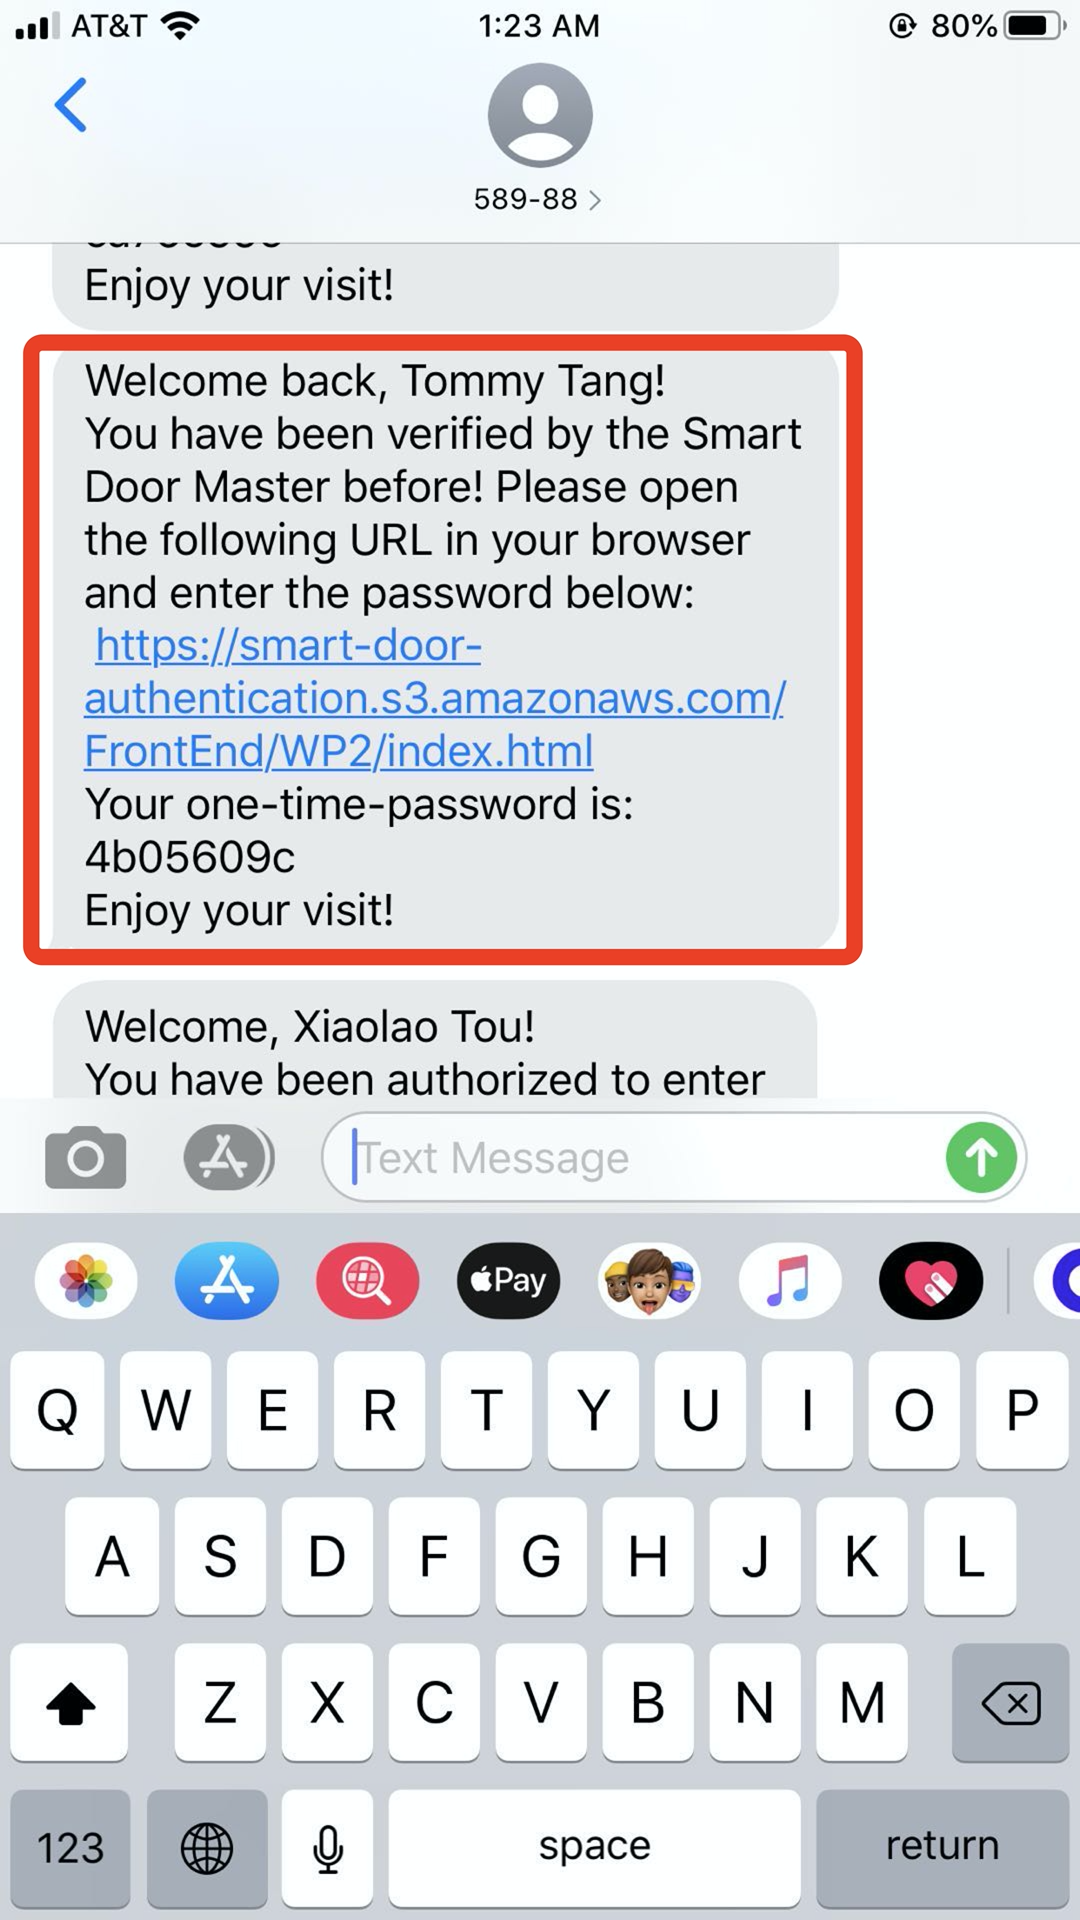 AT&T 1:23 AM 80%
589-88
Enjoy your visit!
Welcome back, Tommy Tang!
You have been verified by the Smart
Door Master before! Please open
the following URL in your browser
and enter the password below:
https://smart-door-
authentication.s3.amazonaws.com/
FrontEnd/WP2/index.html
Your one-time-password is:
4b05609c
Enjoy your visit!
Welcome, Xiaolao Tou!
You have been authorized to enter
Text Message
Pay
Q W E R T Y U I O P
A S D F G H J K L
Z X C V B N M
123 space return